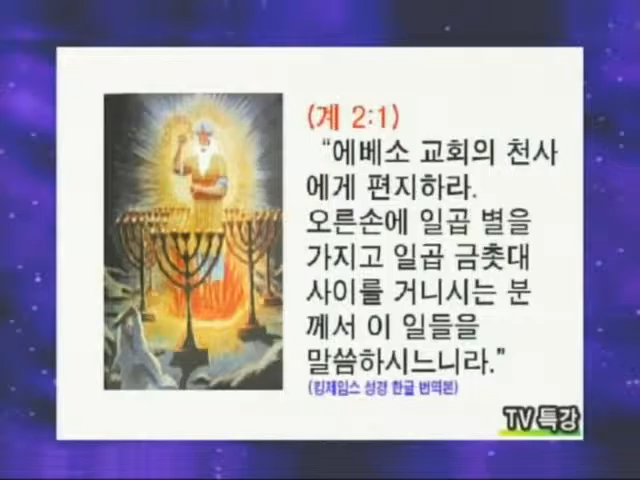 (계 2:1)
“에베소 교회의 천사
에게 편지하라.
오른손에 일곱 별을
가지고 일곱 금촛대
사이를 거니시는 분
께서 이 일들을
말씀하시느니라.”
(킹제임스 성경 한글 번역본)
TV 특강